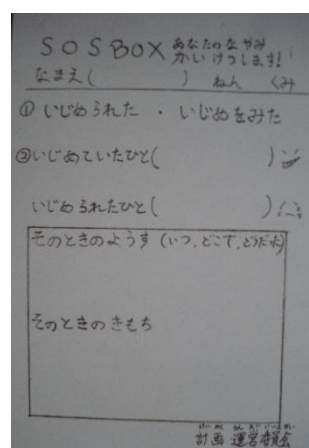 SOSBOX あなたのなやみ
かいけつします!
なまえ( ) ねん くみ
① いじめられた ・ いじめをみた
②いじめていたひと( )
いじめられたひと( )
そのときのようす(いつ、どこで、どうだった)
そのときのきもち
計画運営委員会